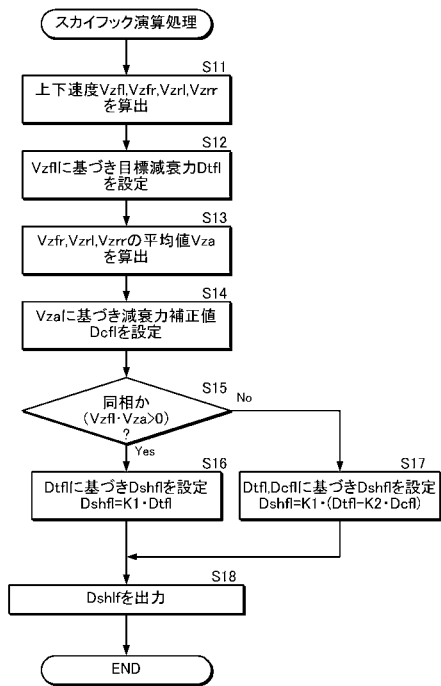 スカイフック演算処理
S11
上下速度Vzfl,Vzfr,Vzrl,Vzrr
を算出
S12
Vzflに基づき目標減衰力Dtfl
を設定
S13
Vzfr,Vzrl,Vzrrの平均値Vza
を算出
S14
Vzaに基づき減衰力補正値
Dcflを設定
S15
同相か
(Vzfl・Vza>0)
?
No
Yes
S16
Dtflに基づきDshflを設定
Dshfl=K1・Dtfl
S17
Dtfl,Dcflに基づきDshflを設定
Dshfl=K1・(Dtfl-K2・Dcfl)
S18
Dshlfを出力
END